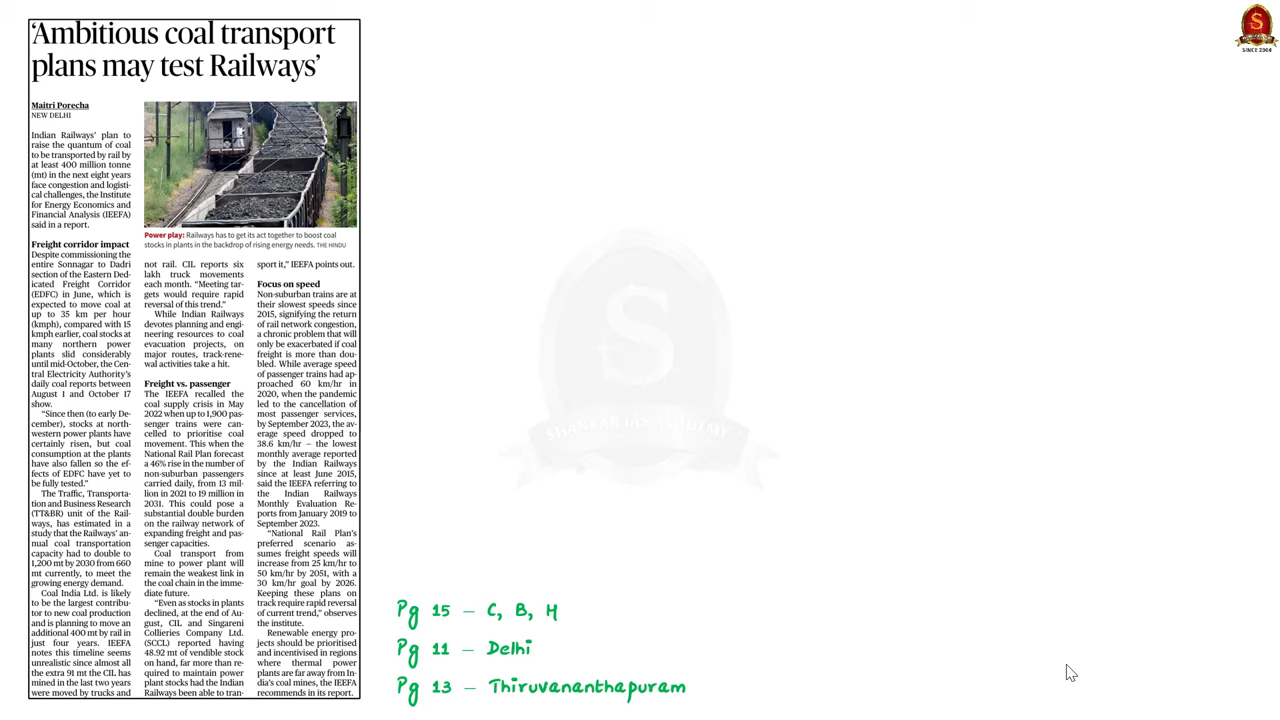 ‘Ambitious coal transport
plans may test Railways’
Maitri Porecha
NEW DELHI
Indian Railways’ plan to
raise the quantum of coal
to be transported by rail by
at least 400 million tonne
(mt) in the next eight years
face congestion and logisti-
cal challenges, the Institute
for Energy Economics and
Financial Analysis (IEEFA)
said in a report.
Freight corridor impact
Despite commissioning the
entire Sonnagar to Dadri
section of the Eastern Ded-
icated Freight Corridor
(EDFC) in June, which is
expected to move coal at
up to 35 km per hour
(kmph), compared with 15
kmph earlier, coal stocks at
many northern power
plants slid considerably
until mid-October, the Cen-
tral Electricity Authority’s
daily coal reports between
August 1 and October 17
show.
“Since then (to early De-
cember), stocks at north-
western power plants have
certainly risen, but coal
consumption at the plants
have also fallen so the ef-
fects of EDFC have yet to
be fully tested.”
The Traffic, Transporta-
tion and Business Research
(TT&BR) unit of the Rail-
ways, has estimated in a
study that the Railways’ an-
nual coal transportation
capacity had to double to
1,200 mt by 2030 from 660
mt currently, to meet the
growing energy demand.
Coal India Ltd. is likely
to be the largest contribu-
tor to new coal production
and is planning to move an
additional 400 mt by rail in
just four years. IEEFA
notes this timeline seems
unrealistic since almost all
the extra 91 mt the CIL has
mined in the last two years
were moved by trucks and
Power play: Railways has to get its act together to boost coal
stocks in plants in the backdrop of rising energy needs. THE HINDU
not rail. CIL reports six
lakh truck movements
each month. “Meeting tar-
gets would require rapid
reversal of this trend.”
While Indian Railways
devotes planning and engi-
neering resources to coal
evacuation projects, on
major routes, track-rene-
wal activities take a hit.
Freight vs. passenger
The IEEFA recalled the
coal supply crisis in May
2022 when up to 1,900 pas-
senger trains were can-
celled to prioritise coal
movement. This when the
National Rail Plan forecast
a 46% rise in the number of
non-suburban passengers
carried daily, from 13 mil-
lion in 2021 to 19 million in
2031. This could pose a
substantial double burden
on the railway network of
expanding freight and pas-
senger capacities.
Coal transport from
mine to power plant will
remain the weakest link in
the coal chain in the imme-
diate future.
“Even as stocks in plants
declined, at the end of Au-
gust, CIL and Singareni
Collieries Company Ltd.
(SCCL) reported having
48.92 mt of vendible stock
on hand, far more than re-
quired to maintain power
plant stocks had the Indian
Railways been able to tran-
sport it,” IEEFA points out.
Focus on speed
Non-suburban trains are at
their slowest speeds since
2015, signifying the return
of rail network congestion,
a chronic problem that will
only be exacerbated if coal
freight is more than dou-
bled. While average speed
of passenger trains had ap-
proached 60 km/hr in
2020, when the pandemic
led to the cancellation of
most passenger services,
by September 2023, the av-
erage speed dropped to
38.6 km/hr — the lowest
monthly average reported
by the Indian Railways
since at least June 2015,
said the IEEFA referring to
the Indian Railways
Monthly Evaluation Re-
ports from January 2019 to
September 2023.
“National Rail Plan’s
preferred scenario as-
sumes freight speeds will
increase from 25 km/hr to
50 km/hr by 2051, with a
30 km/hr goal by 2026.
Keeping these plans on
track require rapid reversal
of current trend,” observes
the institute.
Renewable energy pro-
jects should be prioritised
and incentivised in regions
where thermal power
plants are far away from In-
dia’s coal mines, the IEEFA
recommends in its report.
Pg 15 – C, B, H
Pg 11 – Delhi
Pg 13 – Thiruvananthapuram
S
SHANKAR IAS ACADEMY
S
SINCE 2004